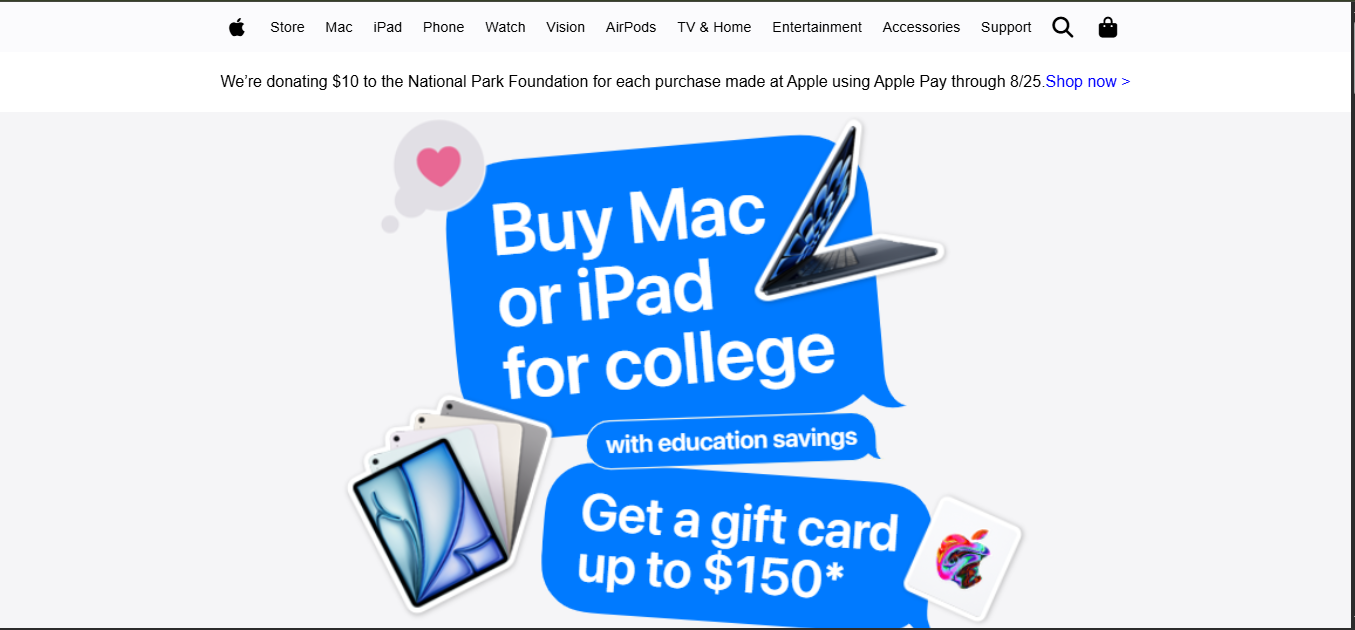 Store Mac iPad Phone Watch Vision AirPods TV & Home Entertainment Accessories Support
We’re donating $10 to the National Park Foundation for each purchase made at Apple using Apple Pay through 8/25.Shop now >
Buy Mac
or iPad
for college
with education savings
Get a gift card
up to $150*